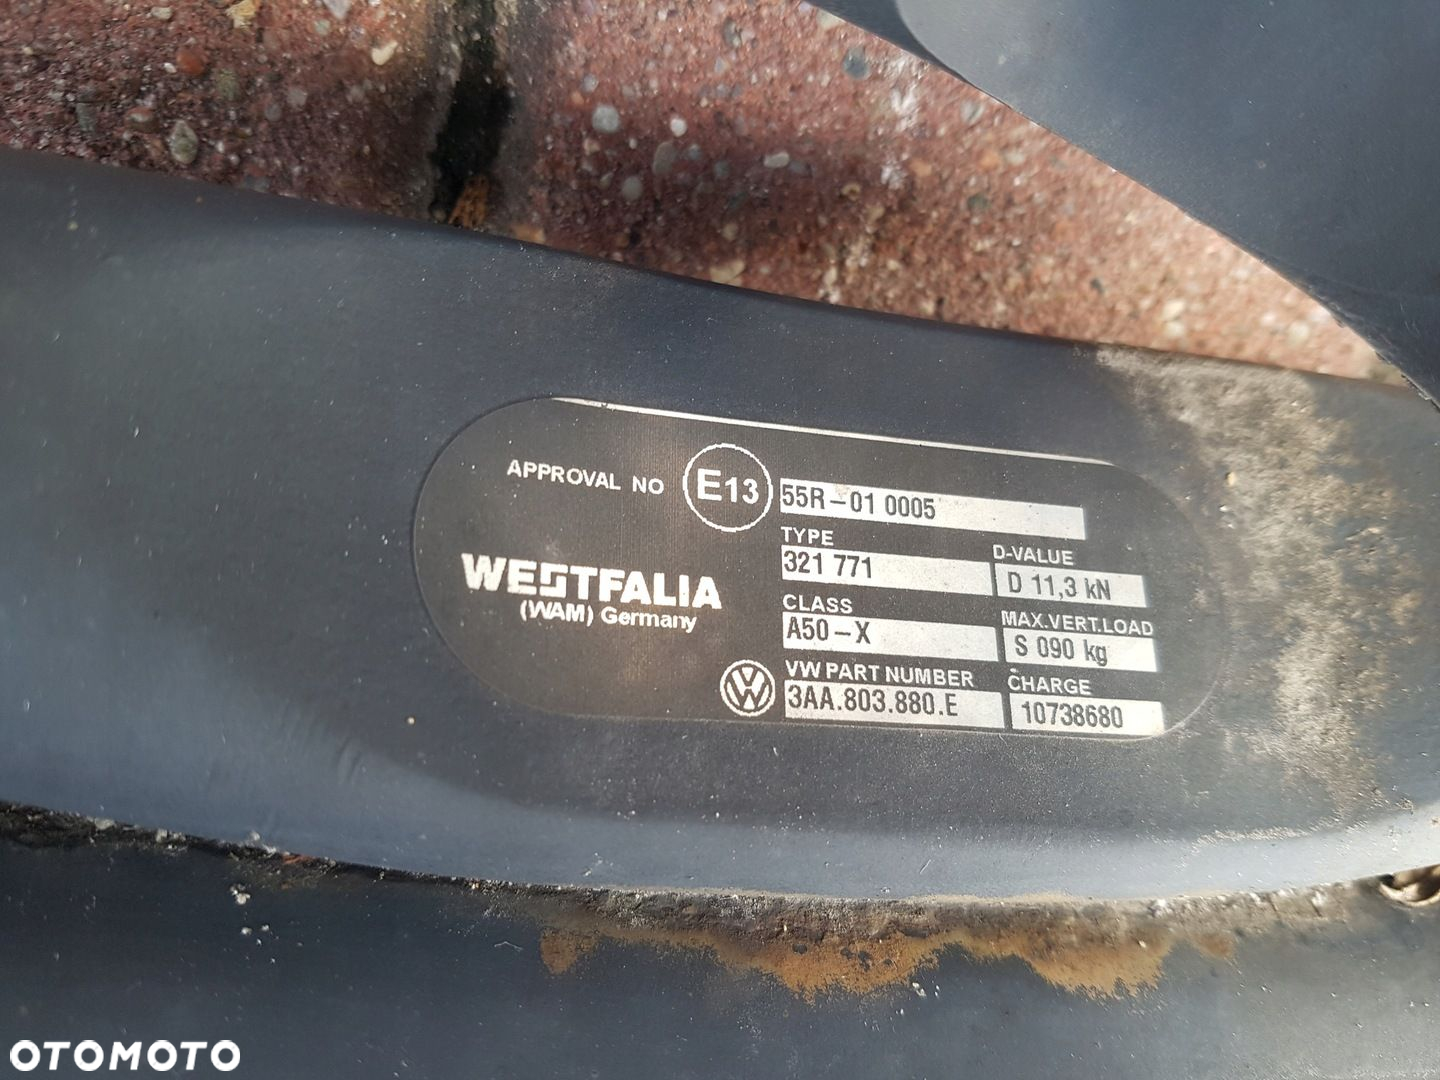 APPROVAL NO E13 55R-01 0005
TYPE
321 771
D-VALUE
D 11,3 kN
WESTFALIA
(WAM) Germany
CLASS
A50-X
MAX.VERT.LOAD
S 090 kg
VW PART NUMBER
3AA.803.880.E
CHARGE
10738680
OTOMOTO